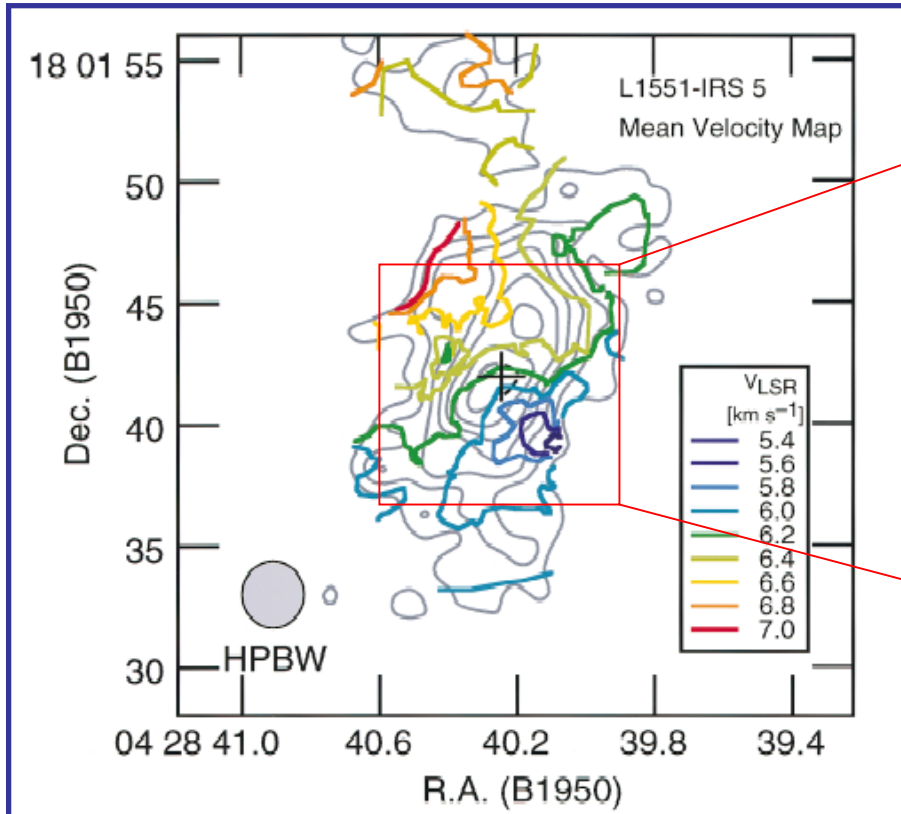 L1551-IRS 5
Mean Velocity Map
18 01 55
50
45
40
35
30
Dec. (B1950)
VLSR
[km s−1]
5.4
5.6
5.8
6.0
6.2
6.4
6.6
6.8
7.0
HPBW
04 28 41.0 40.6 40.2 39.8 39.4
R.A. (B1950)